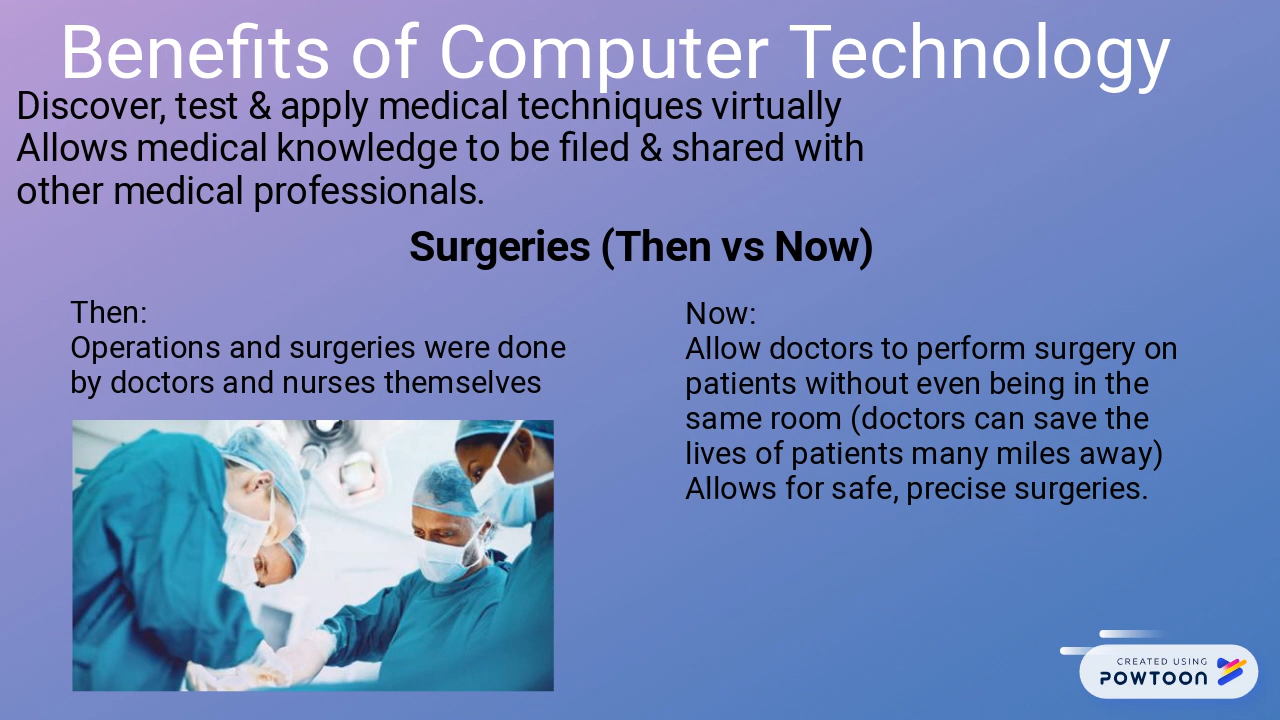 Benefits of Computer Technology
Discover, test & apply medical techniques virtually
Allows medical knowledge to be filed & shared with
other medical professionals.
Surgeries (Then vs Now)
Then:
Operations and surgeries were done
by doctors and nurses themselves
Now:
Allow doctors to perform surgery on
patients without even being in the
same room (doctors can save the
lives of patients many miles away)
Allows for safe, precise surgeries.
CREATED USING
POWTOON